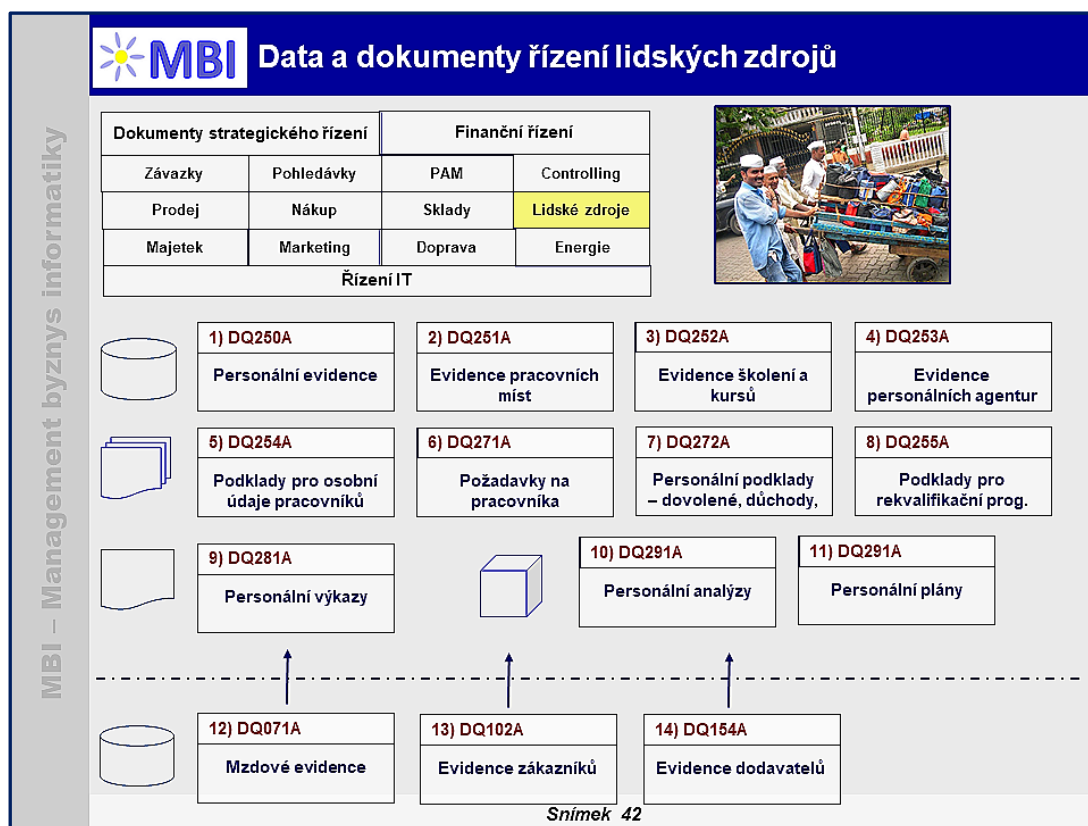 MBI
Data a dokumenty řízení lidských zdrojů
MBI – Management byznys informatiky
Dokumenty strategického řízení
Finanční řízení
Závazky
Pohledávky
PAM
Controlling
Prodej
Nákup
Sklady
Lidské zdroje
Majetek
Marketing
Doprava
Energie
Řízení IT
1) DQ250A
Personální evidence
2) DQ251A
Evidence pracovních
míst
3) DQ252A
Evidence školení a
kursů
4) DQ253A
Evidence
personálních agentur
5) DQ254A
Podklady pro osobní
údaje pracovníků
6) DQ271A
Požadavky na
pracovníka
7) DQ272A
Personální podklady
– dovolené, důchody,
8) DQ255A
Podklady pro
rekvalifikační prog.
9) DQ281A
Personální výkazy
10) DQ291A
Personální analýzy
11) DQ291A
Personální plány
12) DQ071A
Mzdové evidence
13) DQ102A
Evidence zákazníků
14) DQ154A
Evidence dodavatelů
Snímek 42